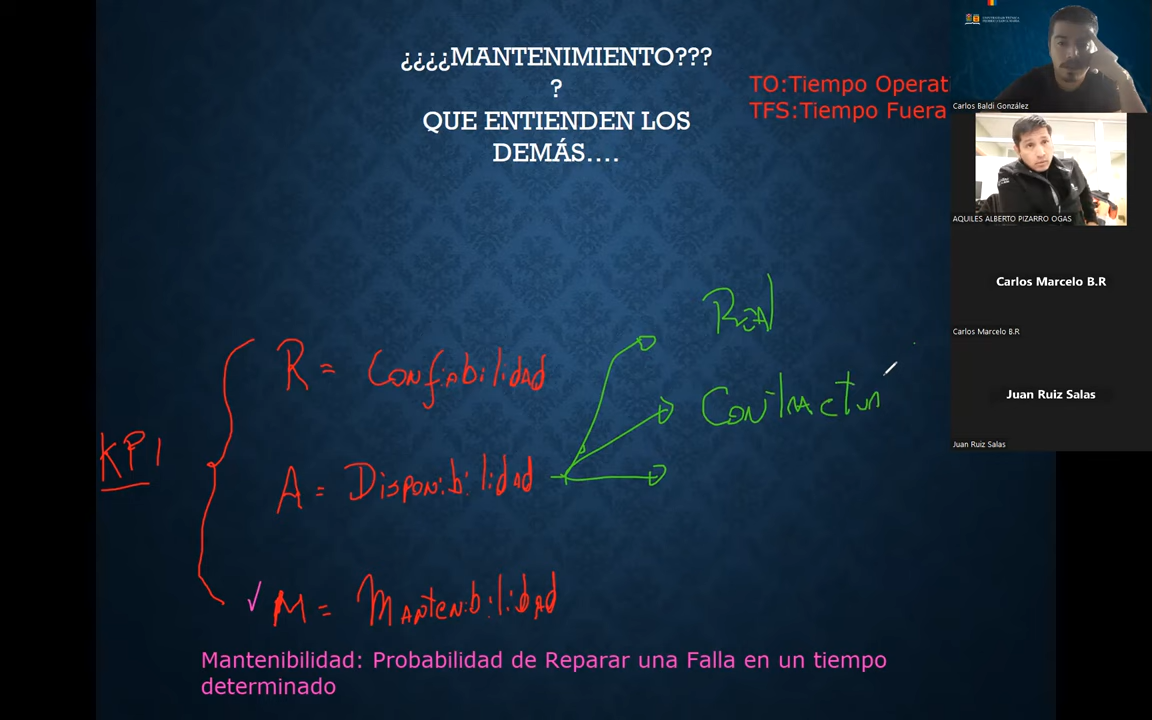 ¿¿¿¿MANTENIMIENTO???
?
QUE ENTIENDEN LOS
DEMÁS....
TO:Tiempo Operat
TFS:Tiempo Fuera
Carlos Baldi González
AQUILES ALBERTO PIZARRO OGAS
Carlos Marcelo B.R
Carlos Marcelo B.R
Juan Ruiz Salas
Juan Ruiz Salas
Real
Contractua
R = Confiabilidad
KPI
A = Disponibilidad
✓ M = Mantenibilidad
Mantenibilidad: Probabilidad de Reparar una Falla en un tiempo
determinado